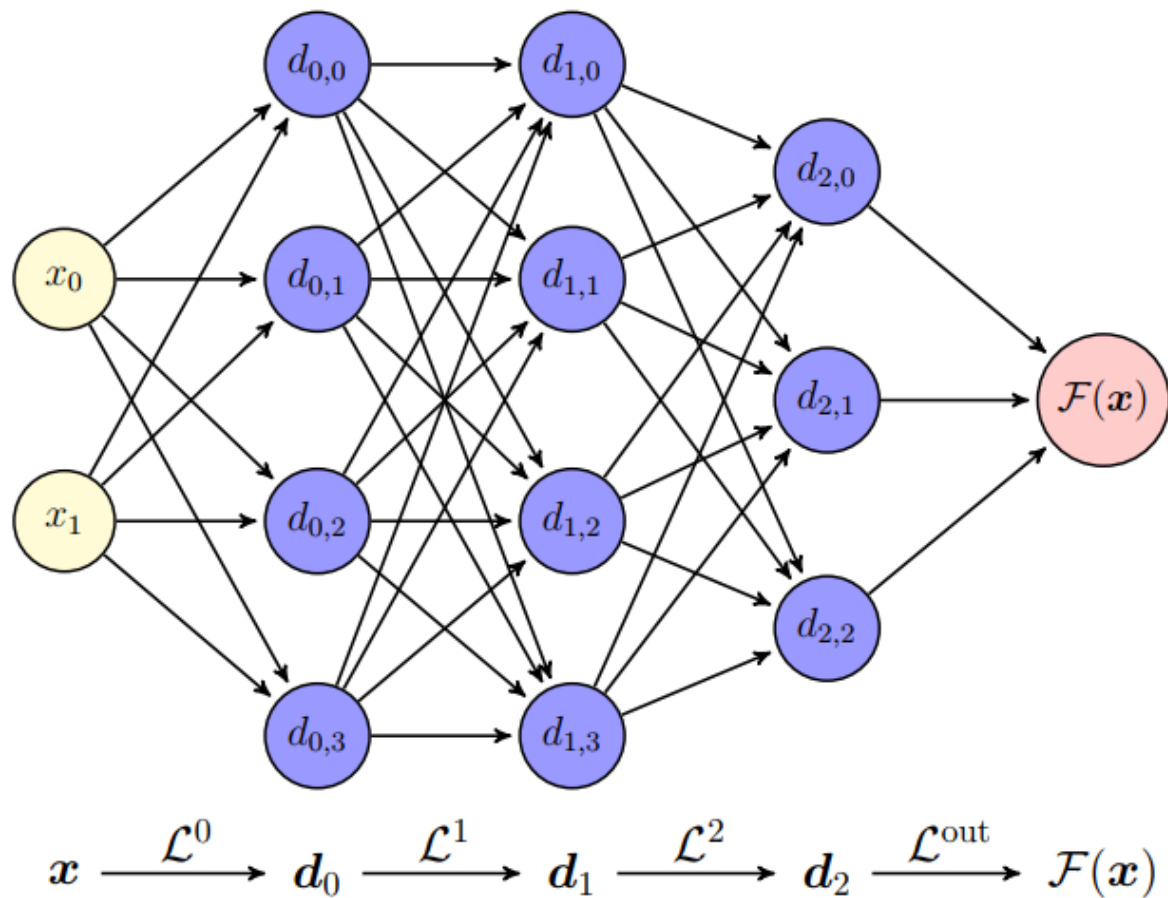 d_{0,0} d_{1,0}
d_{2,0}
x_0 d_{0,1} d_{1,1}
d_{2,1} 𝓕(𝒙)
x_1 d_{0,2} d_{1,2}
d_{2,2}
d_{0,3} d_{1,3}
𝓛^0 𝓛^1 𝓛^2 𝓛^{out}
𝒙 → 𝒅_0 → 𝒅_1 → 𝒅_2 → 𝓕(𝒙)